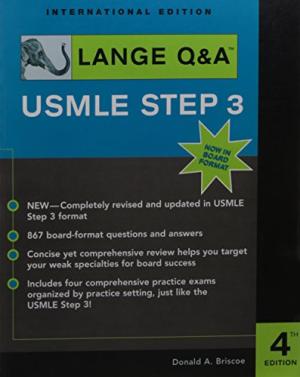 INTERNATIONAL EDITION
LANGE Q&A™
USMLE STEP 3
NOW IN
BOARD
FORMAT
NEW—Completely revised and updated in USMLE
Step 3 format
867 board-format questions and answers
Concise yet comprehensive review helps you target
your weak specialties for board success
Includes four comprehensive practice exams
organized by practice setting, just like the
USMLE Step 3!
4TH
EDITION
Donald A. Briscoe